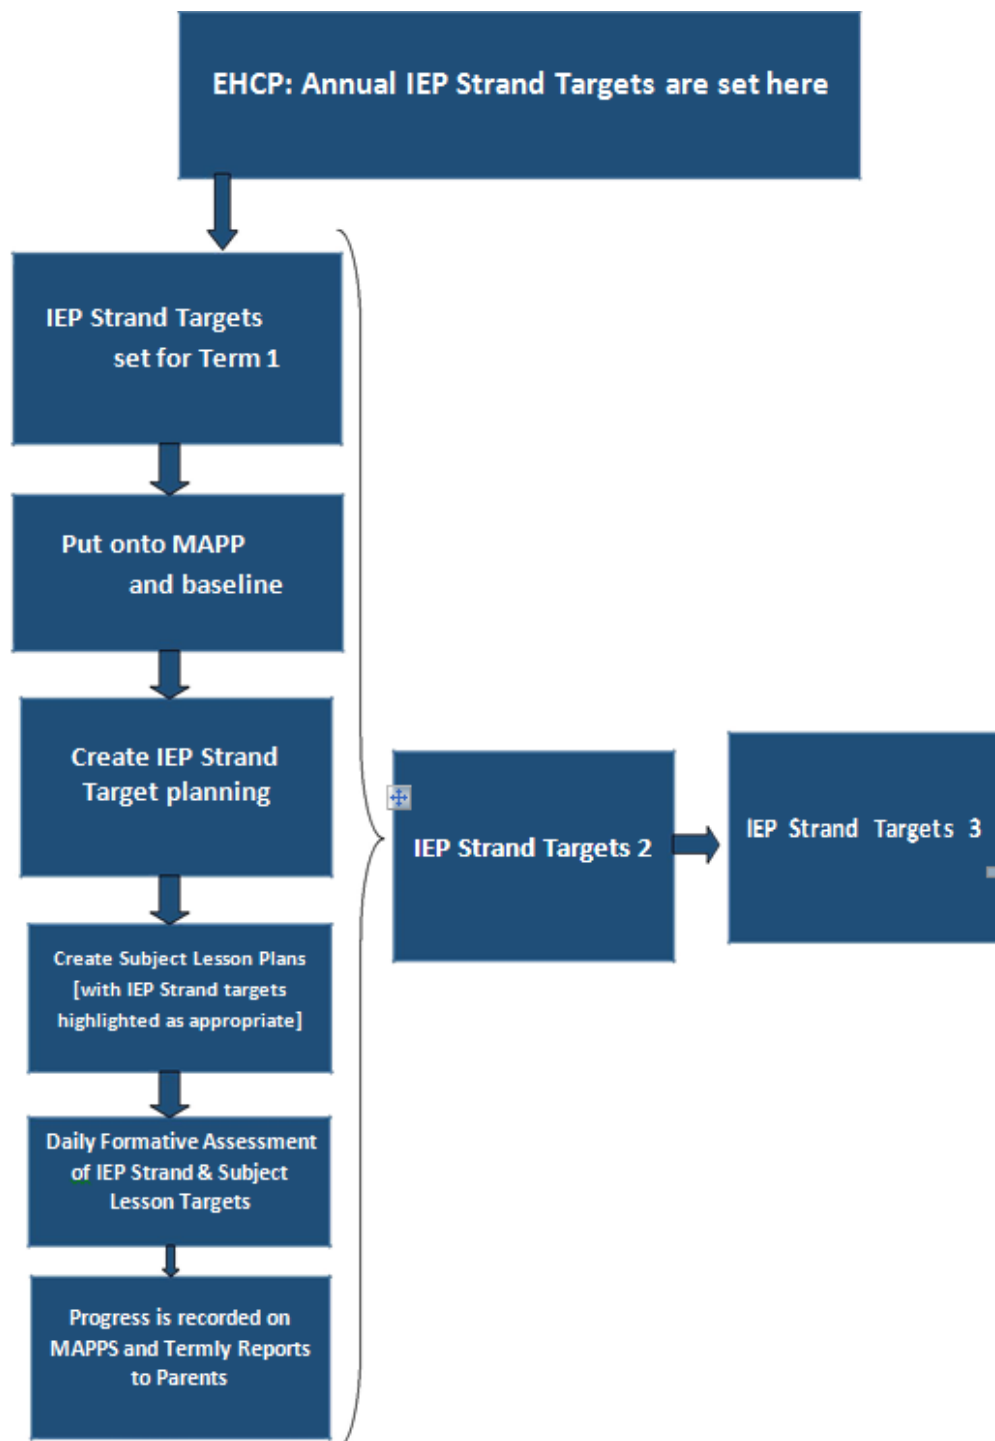 EHCP: Annual IEP Strand Targets are set here
IEP Strand Targets
set for Term 1
Put onto MAPP
and baseline
Create IEP Strand
Target planning
Create Subject Lesson Plans
[with IEP Strand targets
highlighted as appropriate]
Daily Formative Assessment
of IEP Strand & Subject
Lesson Targets
Progress is recorded on
MAPPS and Termly Reports
to Parents
IEP Strand Targets 2
IEP Strand Targets 3